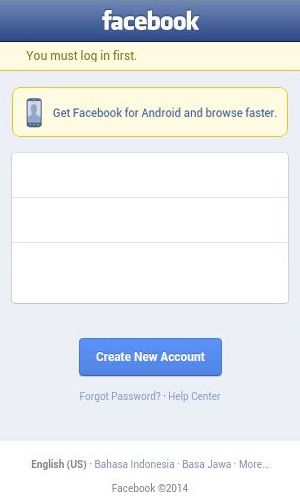 facebook
You must log in first.
Get Facebook for Android and browse faster.
Create New Account
Forgot Password? · Help Center
English (US) · Bahasa Indonesia · Basa Jawa · More…
Facebook ©2014